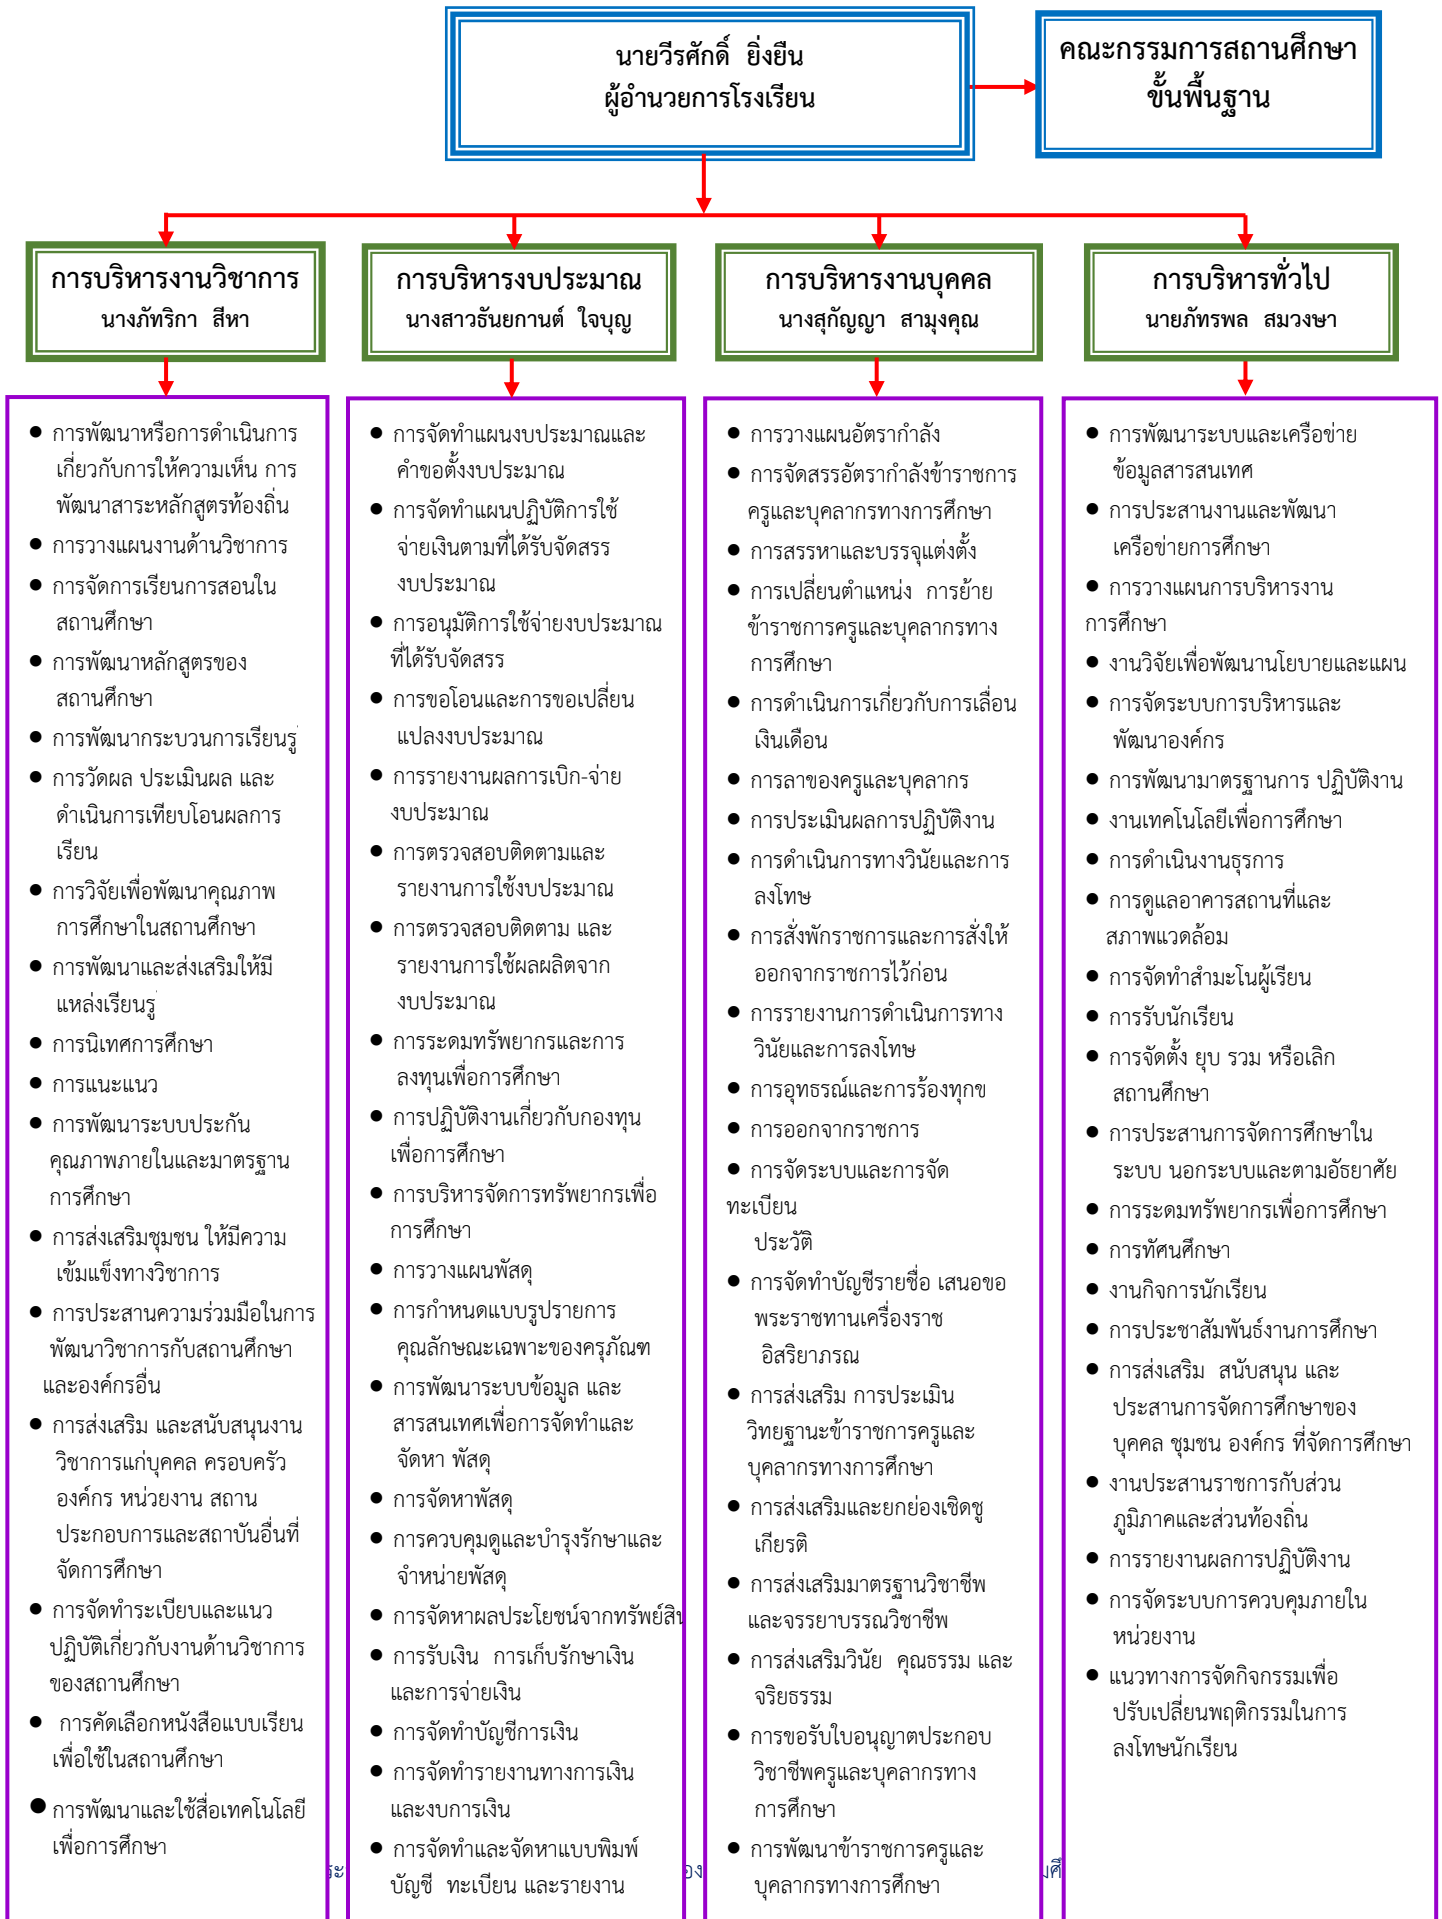 นายวีรศักดิ์ ยิ่งยืน
ผู้อำนวยการโรงเรียน
คณะกรรมการสถานศึกษา
ขั้นพื้นฐาน
การบริหารงานวิชาการ
นางภัทริกา สีหา
การบริหารงบประมาณ
นางสาวธันยกานต์ ใจบุญ
การบริหารงานบุคคล
นางสุกัญญา สามุงคุณ
การบริหารทั่วไป
นายภัทรพล สมวงษา
● การพัฒนาหรือการดำเนินการ
เกี่ยวกับการให้ความเห็น การ
พัฒนาสาระหลักสูตรท้องถิ่น
● การวางแผนงานด้านวิชาการ
● การจัดการเรียนการสอนใน
สถานศึกษา
● การพัฒนาหลักสูตรของ
สถานศึกษา
● การพัฒนากระบวนการเรียนรู้
● การวัดผล ประเมินผล และ
ดำเนินการเทียบโอนผลการ
เรียน
● การวิจัยเพื่อพัฒนาคุณภาพ
การศึกษาในสถานศึกษา
● การพัฒนาและส่งเสริมให้มี
แหล่งเรียนรู้
● การนิเทศการศึกษา
● การแนะแนว
● การพัฒนาระบบประกัน
คุณภาพภายในและมาตรฐาน
การศึกษา
● การส่งเสริมชุมชน ให้มีความ
เข้มแข็งทางวิชาการ
● การประสานความร่วมมือในการ
พัฒนาวิชาการกับสถานศึกษา
และองค์กรอื่น
● การส่งเสริม และสนับสนุนงาน
วิชาการแก่บุคคล ครอบครัว
องค์กร หน่วยงาน สถาน
ประกอบการและสถาบันอื่นที่
จัดการศึกษา
● การจัดทำระเบียบและแนว
ปฏิบัติเกี่ยวกับงานด้านวิชาการ
ของสถานศึกษา
● การคัดเลือกหนังสือแบบเรียน
เพื่อใช้ในสถานศึกษา
● การพัฒนาและใช้สื่อเทคโนโลยี
เพื่อการศึกษา
● การจัดทำแผนงบประมาณและ
คำขอตั้งงบประมาณ
● การจัดทำแผนปฏิบัติการใช้
จ่ายเงินตามที่ได้รับจัดสรร
งบประมาณ
● การอนุมัติการใช้จ่ายงบประมาณ
ที่ได้รับจัดสรร
● การขอโอนและการขอเปลี่ยน
แปลงงบประมาณ
● การรายงานผลการเบิก-จ่าย
งบประมาณ
● การตรวจสอบติดตามและ
รายงานการใช้งบประมาณ
● การตรวจสอบติดตาม และ
รายงานการใช้ผลผลิตจาก
งบประมาณ
● การระดมทรัพยากรและการ
ลงทุนเพื่อการศึกษา
● การปฏิบัติงานเกี่ยวกับกองทุน
เพื่อการศึกษา
● การบริหารจัดการทรัพยากรเพื่อ
การศึกษา
● การวางแผนพัสดุ
● การกำหนดแบบรูปรายการ
คุณลักษณะเฉพาะของครุภัณฑ
● การพัฒนาระบบข้อมูล และ
สารสนเทศเพื่อการจัดทำและ
จัดหา พัสดุ
● การจัดหาพัสดุ
● การควบคุมดูและบำรุงรักษาและ
จำหน่ายพัสดุ
● การจัดหาผลประโยชน์จากทรัพย์สิน
● การรับเงิน การเก็บรักษาเงิน
และการจ่ายเงิน
● การจัดทำบัญชีการเงิน
● การจัดทำรายงานทางการเงิน
และงบการเงิน
● การจัดทำและจัดหาแบบพิมพ์
บัญชี ทะเบียน และรายงาน
● การวางแผนอัตรากำลัง
● การจัดสรรอัตรากำลังข้าราชการ
ครูและบุคลากรทางการศึกษา
● การสรรหาและบรรจุแต่งตั้ง
● การเปลี่ยนตำแหน่ง การย้าย
ข้าราชการครูและบุคลากรทาง
การศึกษา
● การดำเนินการเกี่ยวกับการเลื่อน
เงินเดือน
● การลาของครูและบุคลากร
● การประเมินผลการปฏิบัติงาน
● การดำเนินการทางวินัยและการ
ลงโทษ
● การสั่งพักราชการและการสั่งให้
ออกจากราชการไว้ก่อน
● การรายงานการดำเนินการทาง
วินัยและการลงโทษ
● การอุทธรณ์และการร้องทุกข
● การออกจากราชการ
● การจัดระบบและการจัด
ทะเบียน
ประวัติ
● การจัดทำบัญชีรายชื่อ เสนอขอ
พระราชทานเครื่องราช
อิสริยาภรณ
● การส่งเสริม การประเมิน
วิทยฐานะข้าราชการครูและ
บุคลากรทางการศึกษา
● การส่งเสริมและยกย่องเชิดชู
เกียรติ
● การส่งเสริมมาตรฐานวิชาชีพ
และจรรยาบรรณวิชาชีพ
● การส่งเสริมวินัย คุณธรรม และ
จริยธรรม
● การขอรับใบอนุญาตประกอบ
วิชาชีพครูและบุคลากรทาง
การศึกษา
● การพัฒนาข้าราชการครูและ
บุคลากรทางการศึกษา
● การพัฒนาระบบและเครือข่าย
ข้อมูลสารสนเทศ
● การประสานงานและพัฒนา
เครือข่ายการศึกษา
● การวางแผนการบริหารงาน
การศึกษา
● งานวิจัยเพื่อพัฒนานโยบายและแผน
● การจัดระบบการบริหารและ
พัฒนาองค์กร
● การพัฒนามาตรฐานการ ปฏิบัติงาน
● งานเทคโนโลยีเพื่อการศึกษา
● การดำเนินงานธุรการ
● การดูแลอาคารสถานที่และ
สภาพแวดล้อม
● การจัดทำสำมะโนผู้เรียน
● การรับนักเรียน
● การจัดตั้ง ยุบ รวม หรือเลิก
สถานศึกษา
● การประสานการจัดการศึกษาใน
ระบบ นอกระบบและตามอัธยาศัย
● การระดมทรัพยากรเพื่อการศึกษา
● การทัศนศึกษา
● งานกิจการนักเรียน
● การประชาสัมพันธ์งานการศึกษา
● การส่งเสริม สนับสนุน และ
ประสานการจัดการศึกษาของ
บุคคล ชุมชน องค์กร ที่จัดการศึกษา
● งานประสานราชการกับส่วน
ภูมิภาคและส่วนท้องถิ่น
● การรายงานผลการปฏิบัติงาน
● การจัดระบบการควบคุมภายใน
หน่วยงาน
● แนวทางการจัดกิจกรรมเพื่อ
ปรับเปลี่ยนพฤติกรรมในการ
ลงโทษนักเรียน